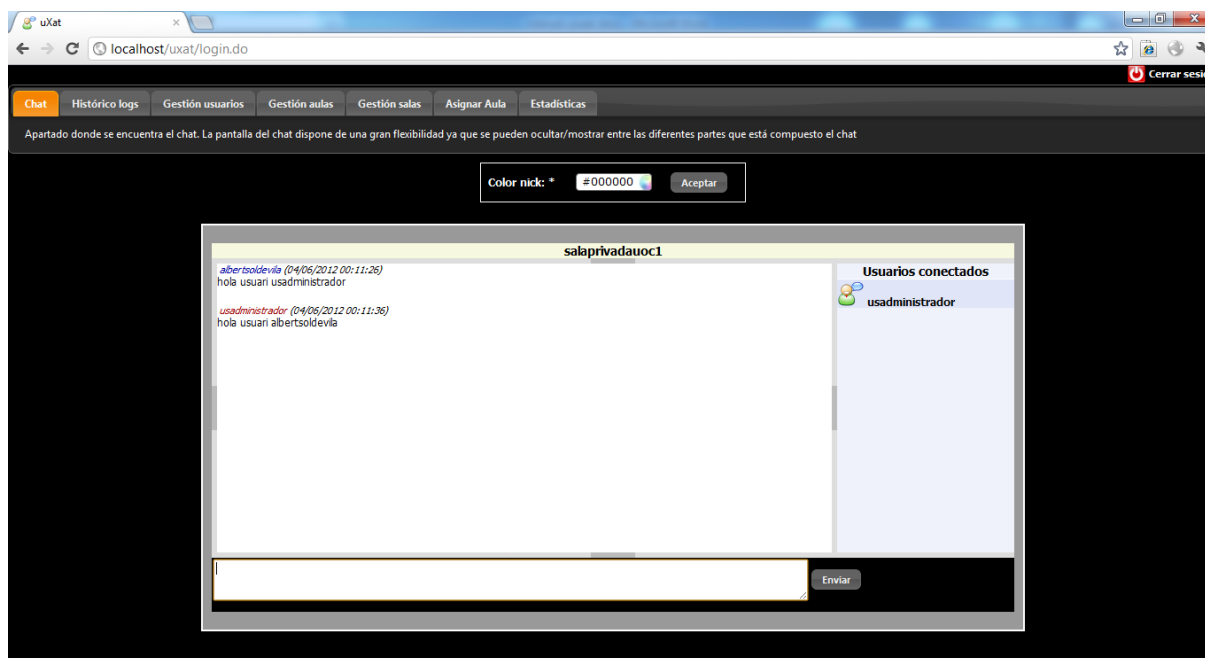 uXat
localhost/uxat/login.do
Cerrar sesi
Chat Histórico logs Gestión usuarios Gestión aulas Gestión salas Asignar Aula Estadísticas
Apartado donde se encuentra el chat. La pantalla del chat dispone de una gran flexibilidad ya que se pueden ocultar/mostrar entre las diferentes partes que está compuesto el chat
Color nick: * #000000 Aceptar
salaprivadauoc1
albertsoldevila (04/06/2012 00:11:26)
hola usuari usadministrador
usadministrador (04/06/2012 00:11:36)
hola usuari albertsoldevila
Usuarios conectados
usadministrador
Enviar